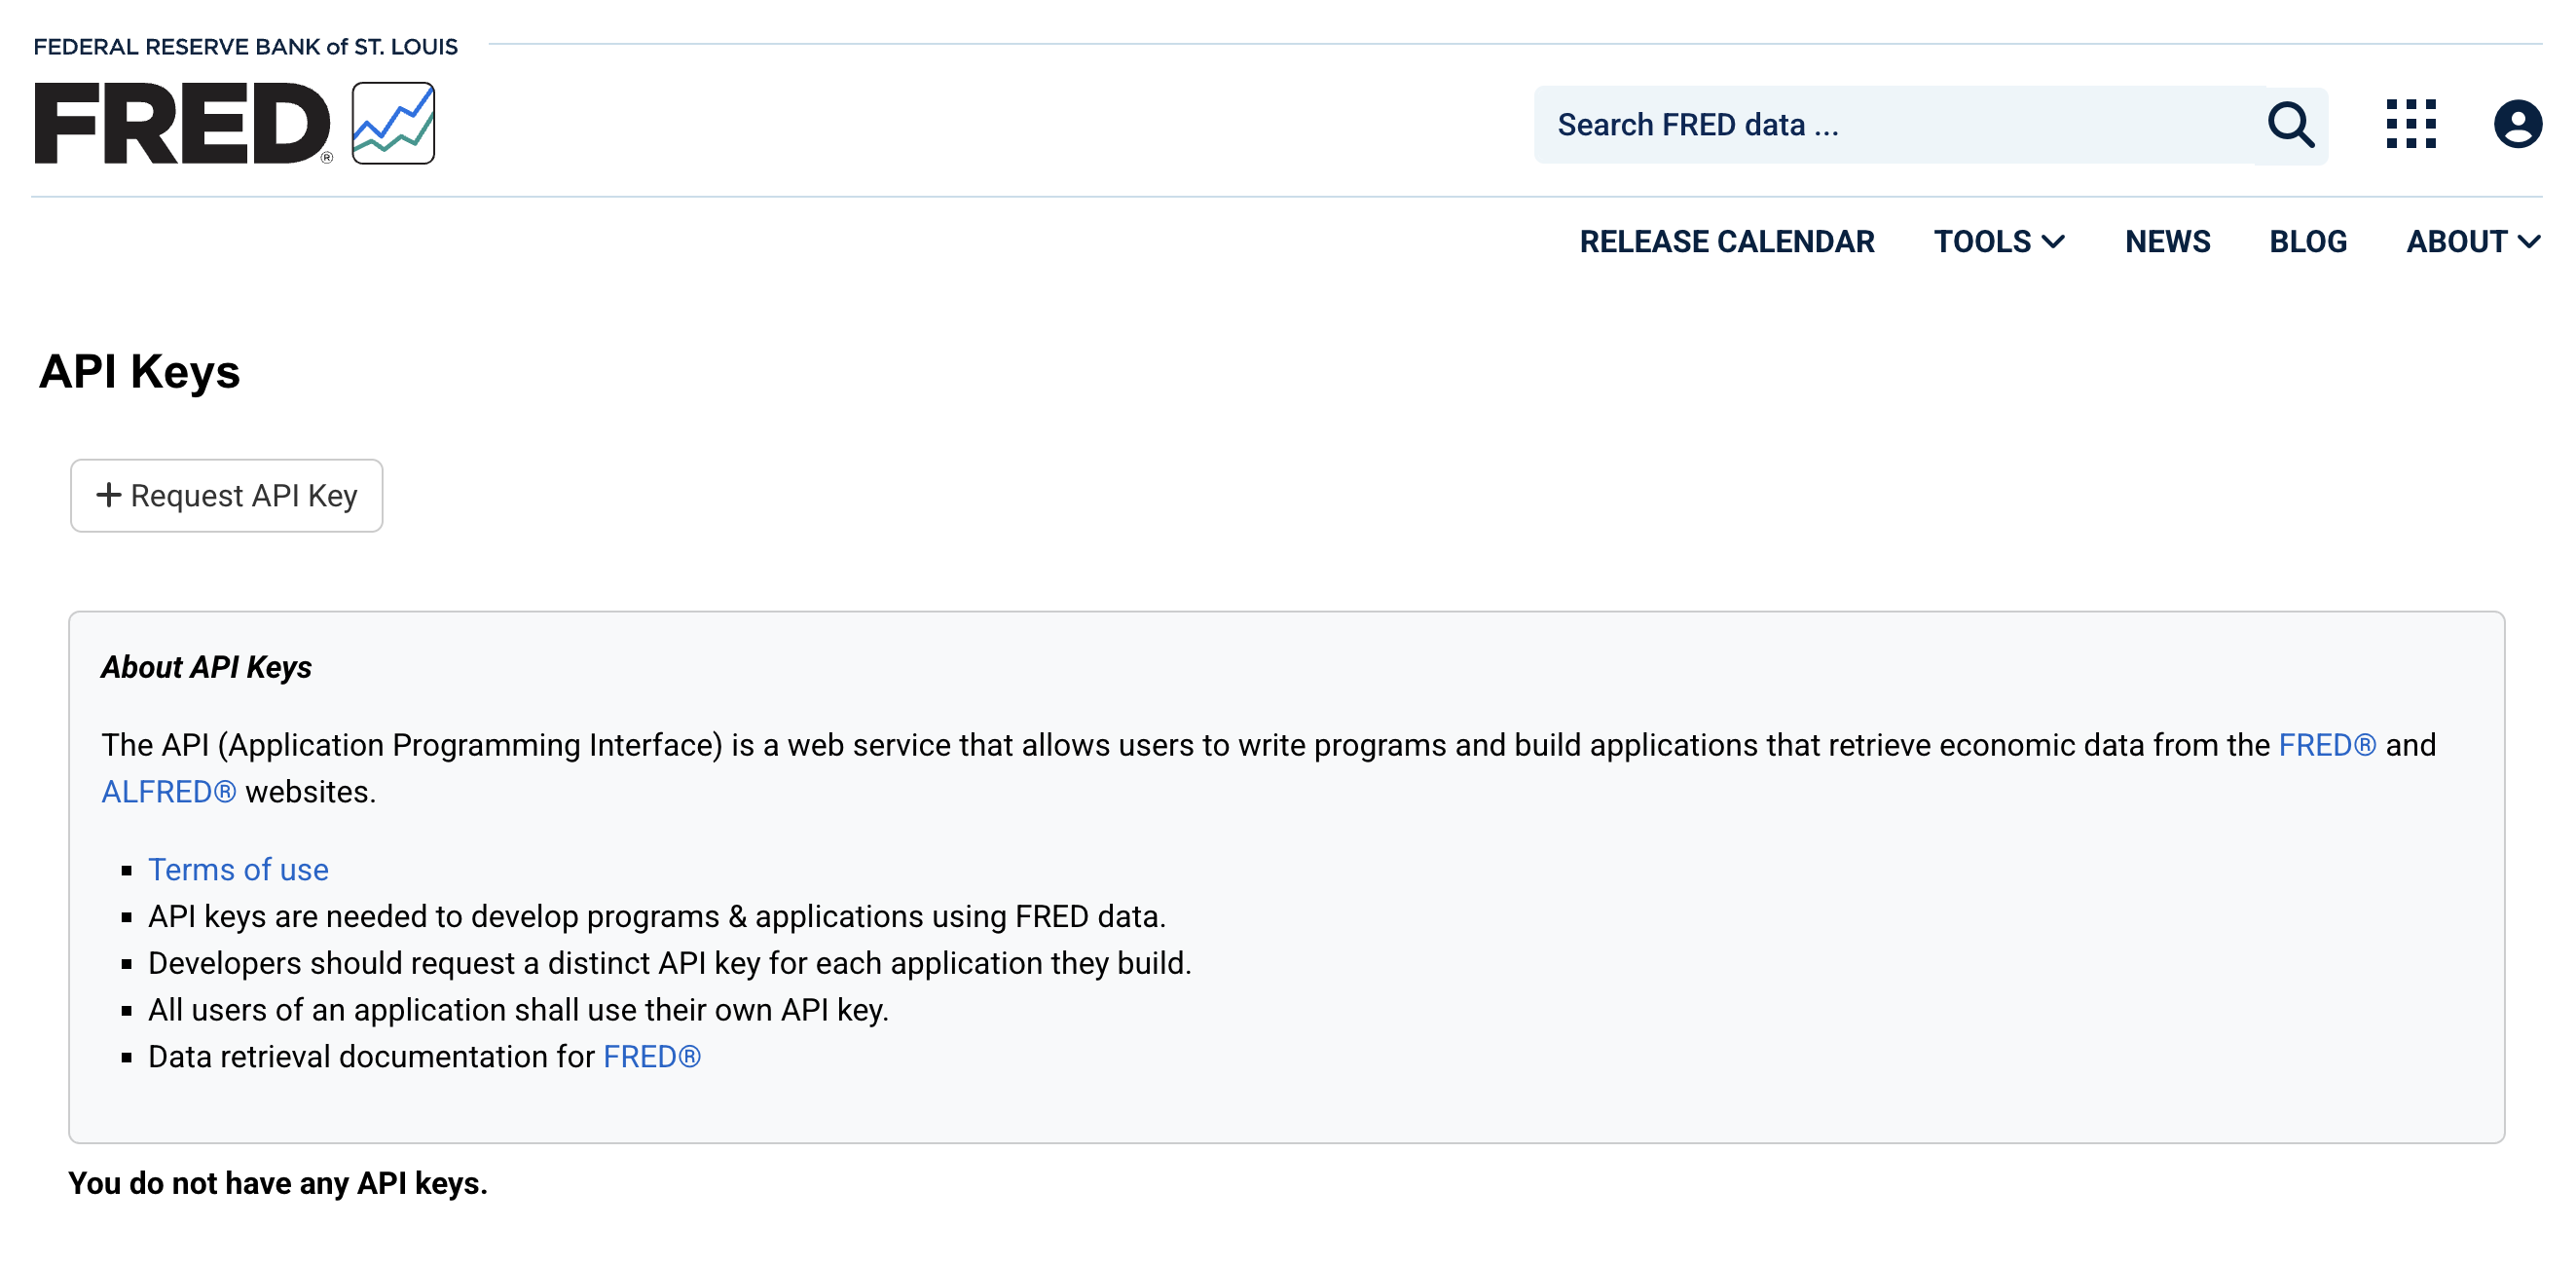 FEDERAL RESERVE BANK of ST. LOUIS
FRED®
Search FRED data ...
RELEASE CALENDAR TOOLS NEWS BLOG ABOUT
API Keys
+ Request API Key
About API Keys
The API (Application Programming Interface) is a web service that allows users to write programs and build applications that retrieve economic data from the FRED® and
ALFRED® websites.
▪ Terms of use
▪ API keys are needed to develop programs & applications using FRED data.
▪ Developers should request a distinct API key for each application they build.
▪ All users of an application shall use their own API key.
▪ Data retrieval documentation for FRED®
You do not have any API keys.